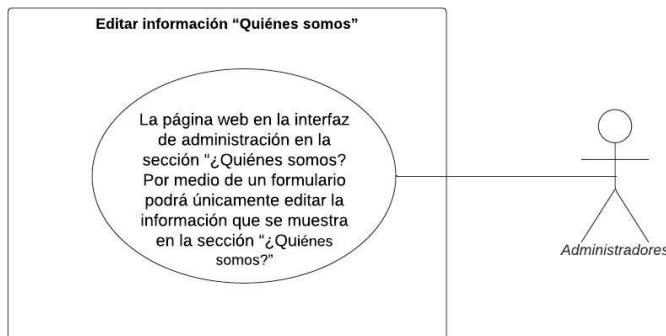 Editar información “Quiénes somos”
La página web en la interfaz
de administración en la
sección “¿Quiénes somos?
Por medio de un formulario
podrá únicamente editar la
información que se muestra
en la sección “¿Quiénes
somos?”
Administradores